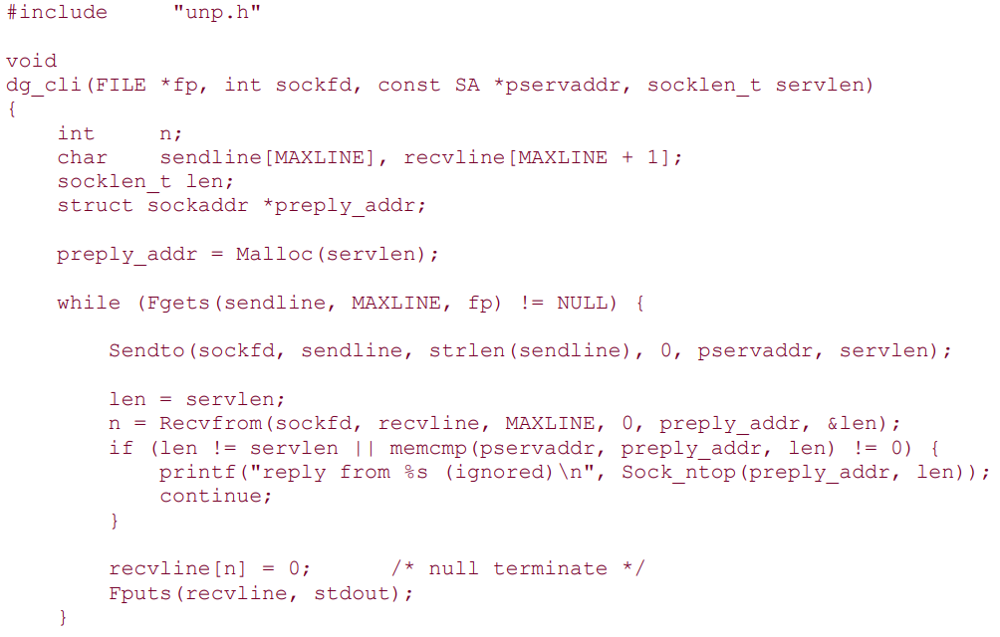 #include     "unp.h"

void
dg_cli(FILE *fp, int sockfd, const SA *pservaddr, socklen_t servlen)
{
    int     n;
    char    sendline[MAXLINE], recvline[MAXLINE + 1];
    socklen_t len;
    struct sockaddr *preply_addr;

    preply_addr = Malloc(servlen);

    while (Fgets(sendline, MAXLINE, fp) != NULL) {

        Sendto(sockfd, sendline, strlen(sendline), 0, pservaddr, servlen);

        len = servlen;
        n = Recvfrom(sockfd, recvline, MAXLINE, 0, preply_addr, &len);
        if (len != servlen || memcmp(pservaddr, preply_addr, len) != 0) {
            printf("reply from %s (ignored)\n", Sock_ntop(preply_addr, len));
            continue;
        }

        recvline[n] = 0;      /* null terminate */
        Fputs(recvline, stdout);
    }